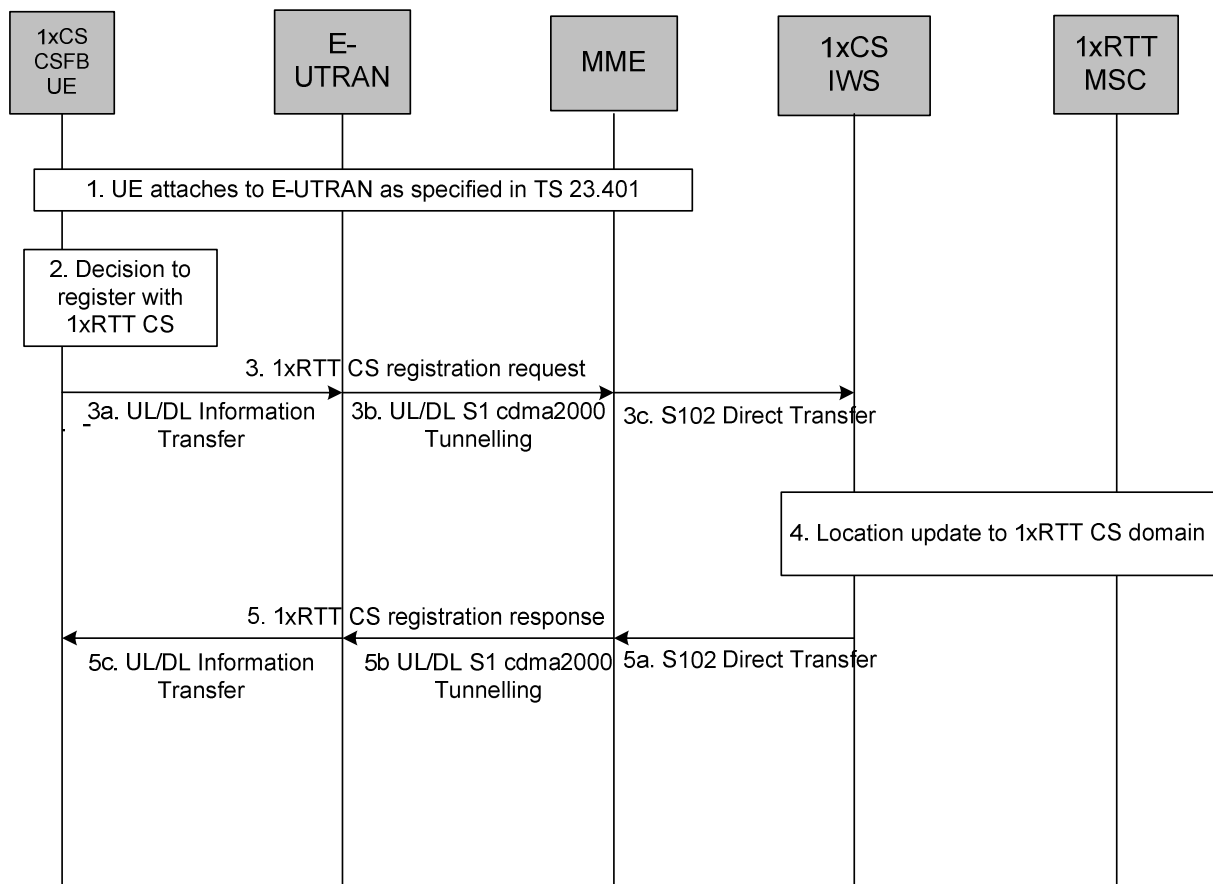 1xCS
CSFB
UE
E-
UTRAN
MME
1xCS
IWS
1xRTT
MSC
1. UE attaches to E-UTRAN as specified in TS 23.401
2. Decision to
register with
1xRTT CS
3. 1xRTT CS registration request
3a. UL/DL Information
Transfer
3b. UL/DL S1 cdma2000
Tunnelling
3c. S102 Direct Transfer
4. Location update to 1xRTT CS domain
5. 1xRTT CS registration response
5c. UL/DL Information
Transfer
5b UL/DL S1 cdma2000
Tunnelling
5a. S102 Direct Transfer